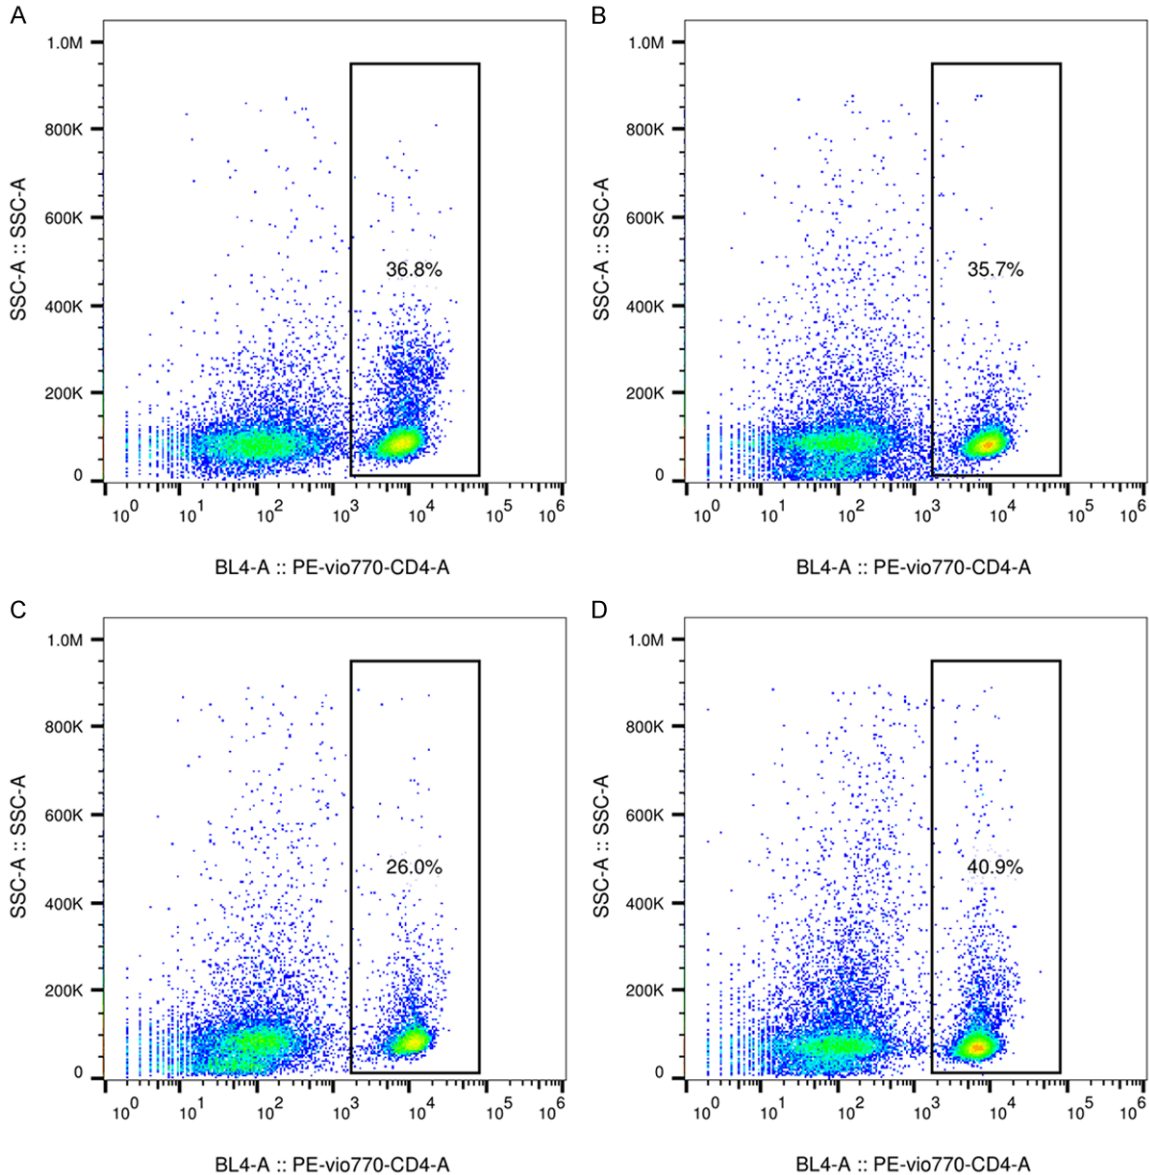 A
1.0M
800K
600K
400K
200K
0
SSC-A :: SSC-A
36.8%
10^0 10^1 10^2 10^3 10^4 10^5 10^6
BL4-A :: PE-vio770-CD4-A
B
1.0M
800K
600K
400K
200K
0
SSC-A :: SSC-A
35.7%
10^0 10^1 10^2 10^3 10^4 10^5 10^6
BL4-A :: PE-vio770-CD4-A
C
1.0M
800K
600K
400K
200K
0
SSC-A :: SSC-A
26.0%
10^0 10^1 10^2 10^3 10^4 10^5 10^6
BL4-A :: PE-vio770-CD4-A
D
1.0M
800K
600K
400K
200K
0
SSC-A :: SSC-A
40.9%
10^0 10^1 10^2 10^3 10^4 10^5 10^6
BL4-A :: PE-vio770-CD4-A